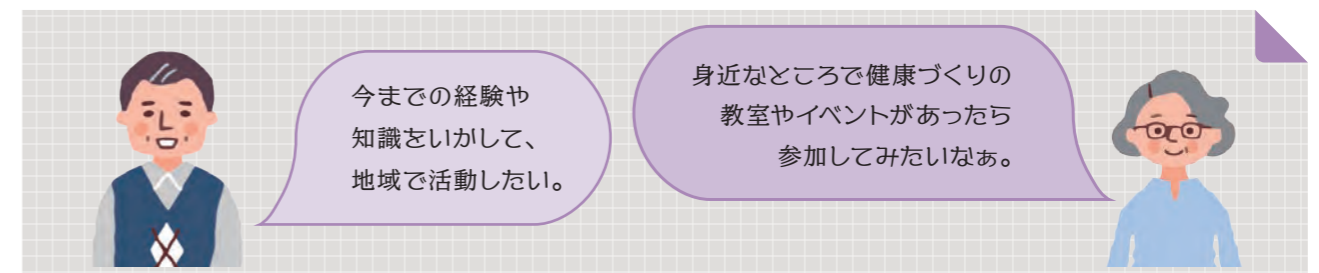 今までの経験や
知識をいかして、
地域で活動したい。
身近なところで健康づくりの
教室やイベントがあったら
参加してみたいなぁ。